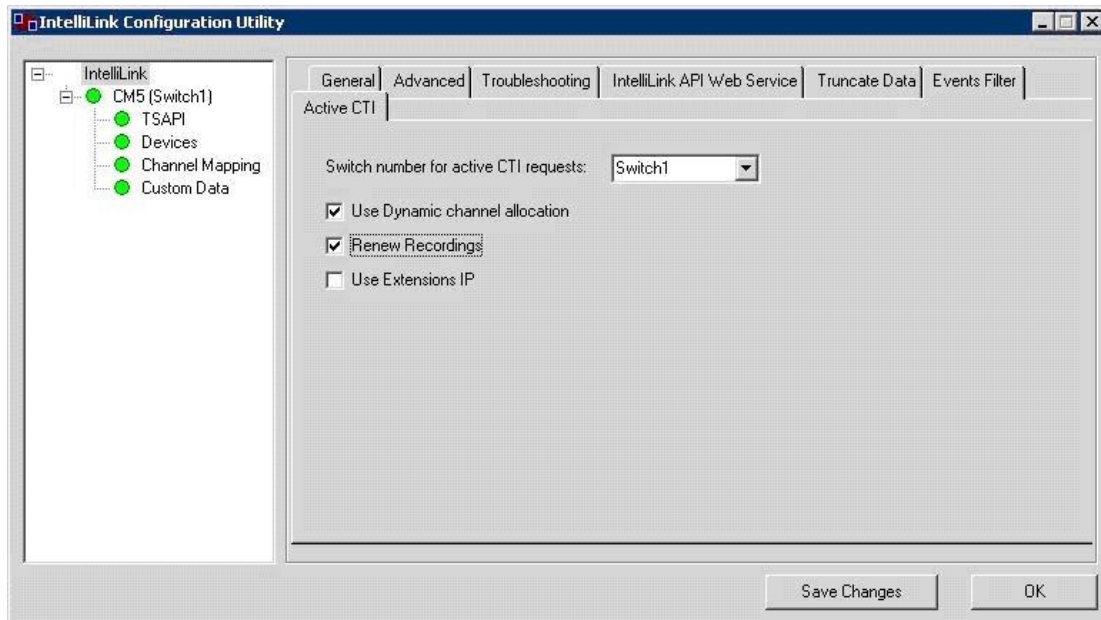 IntelliLink Configuration Utility
IntelliLink
CM5 (Switch1)
TSAPI
Devices
Channel Mapping
Custom Data
General
Advanced
Troubleshooting
IntelliLink API Web Service
Truncate Data
Events Filter
Active CTI
Switch number for active CTI requests:
Switch1
Use Dynamic channel allocation
Renew Recordings
Use Extensions IP
Save Changes
OK